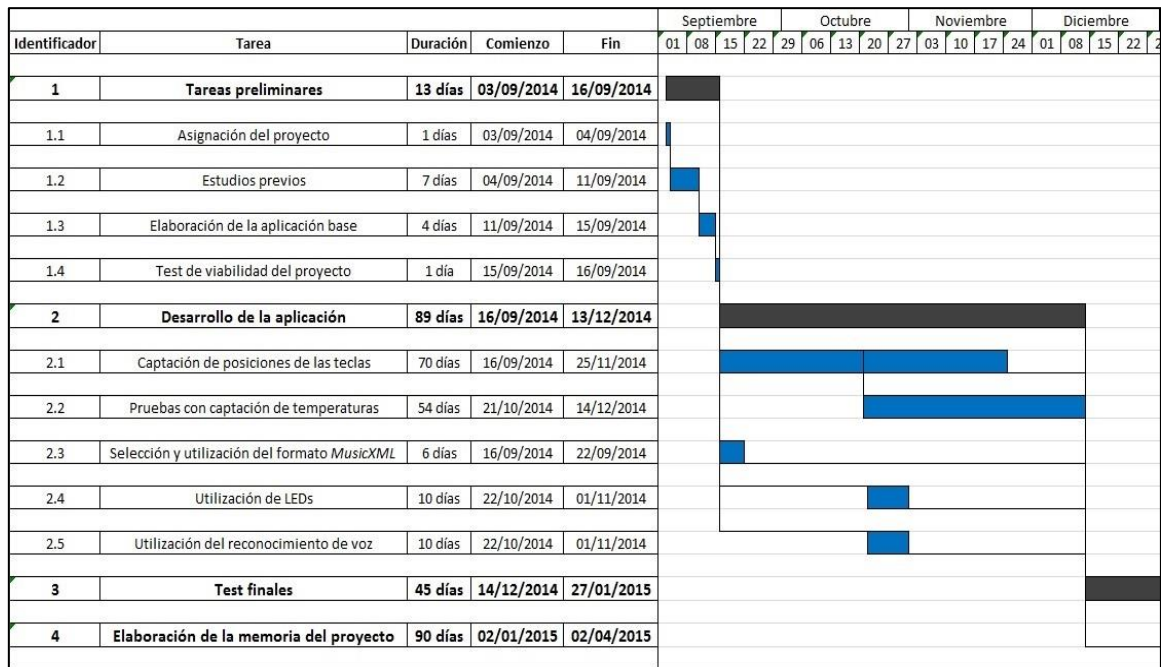 Septiembre Octubre Noviembre Diciembre
Identificador Tarea Duración Comienzo Fin 01 08 15 22 29 06 13 20 27 03 10 17 24 01 08 15 22 2
1 Tareas preliminares 13 días 03/09/2014 16/09/2014
1.1 Asignación del proyecto 1 días 03/09/2014 04/09/2014
1.2 Estudios previos 7 días 04/09/2014 11/09/2014
1.3 Elaboración de la aplicación base 4 días 11/09/2014 15/09/2014
1.4 Test de viabilidad del proyecto 1 día 15/09/2014 16/09/2014
2 Desarrollo de la aplicación 89 días 16/09/2014 13/12/2014
2.1 Captación de posiciones de las teclas 70 días 16/09/2014 25/11/2014
2.2 Pruebas con captación de temperaturas 54 días 21/10/2014 14/12/2014
2.3 Selección y utilización del formato MusicXML 6 días 16/09/2014 22/09/2014
2.4 Utilización de LEDs 10 días 22/10/2014 01/11/2014
2.5 Utilización del reconocimiento de voz 10 días 22/10/2014 01/11/2014
3 Test finales 45 días 14/12/2014 27/01/2015
4 Elaboración de la memoria del proyecto 90 días 02/01/2015 02/04/2015